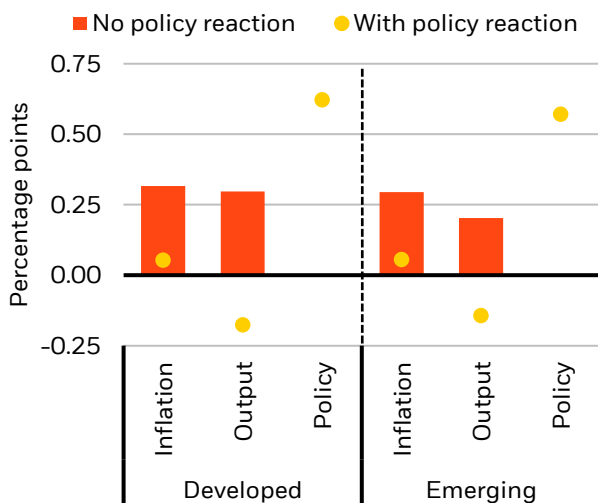 No policy reaction With policy reaction
Percentage points
0.75
0.50
0.25
0.00
-0.25
Inflation
Output
Policy
Inflation
Output
Policy
Developed
Emerging